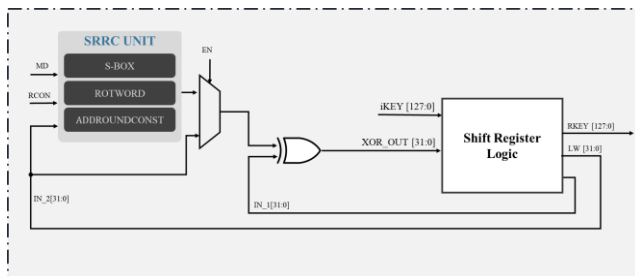 SRRC UNIT
EN
MD
S-BOX
RCON
ROTWORD
ADDROUNDCONST
iKEY [127:0]
XOR_OUT [31:0]
Shift Register
Logic
RKEY [127:0]
LW [31:0]
IN_2[31:0]
IN_1[31:0]